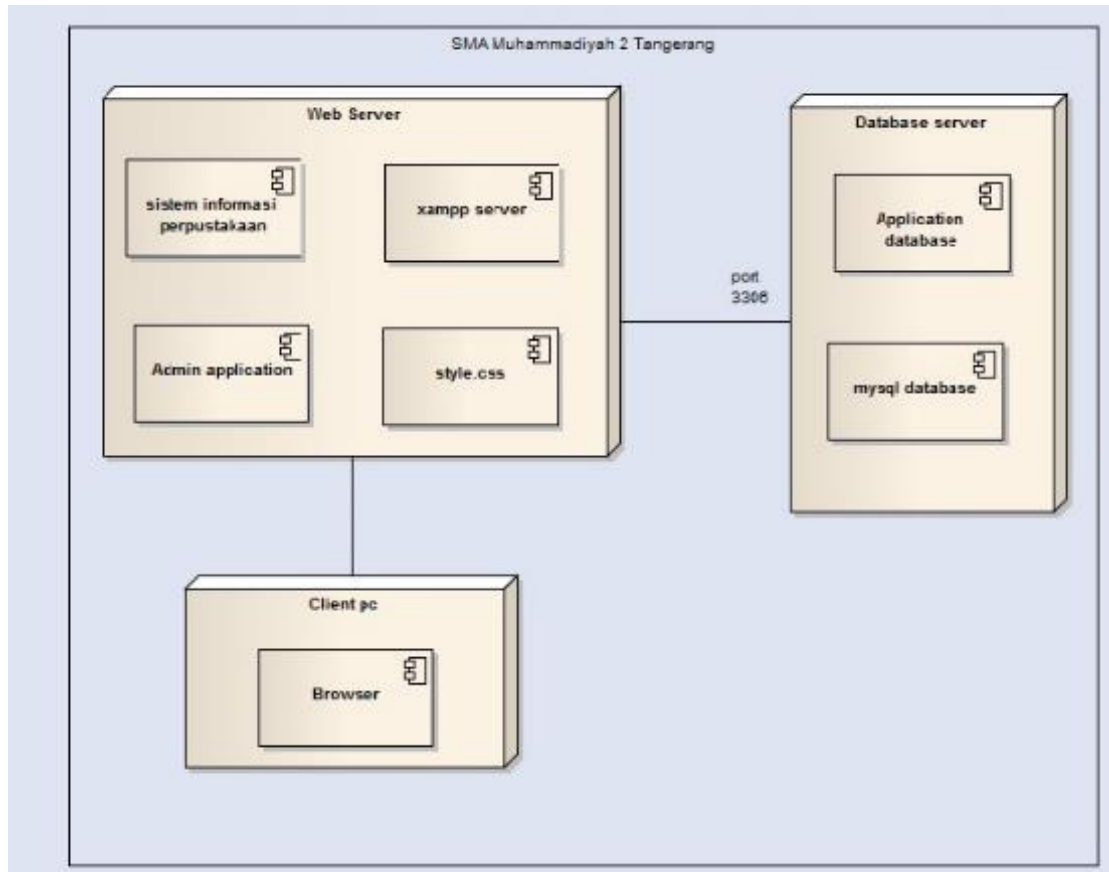 SMA Muhammadiyah 2 Tangerang
Web Server
Database server
sistem informasi
perpustakaan
xampp server
Application
database
port
3306
Admin application
style.css
mysql database
Client pc
Browser